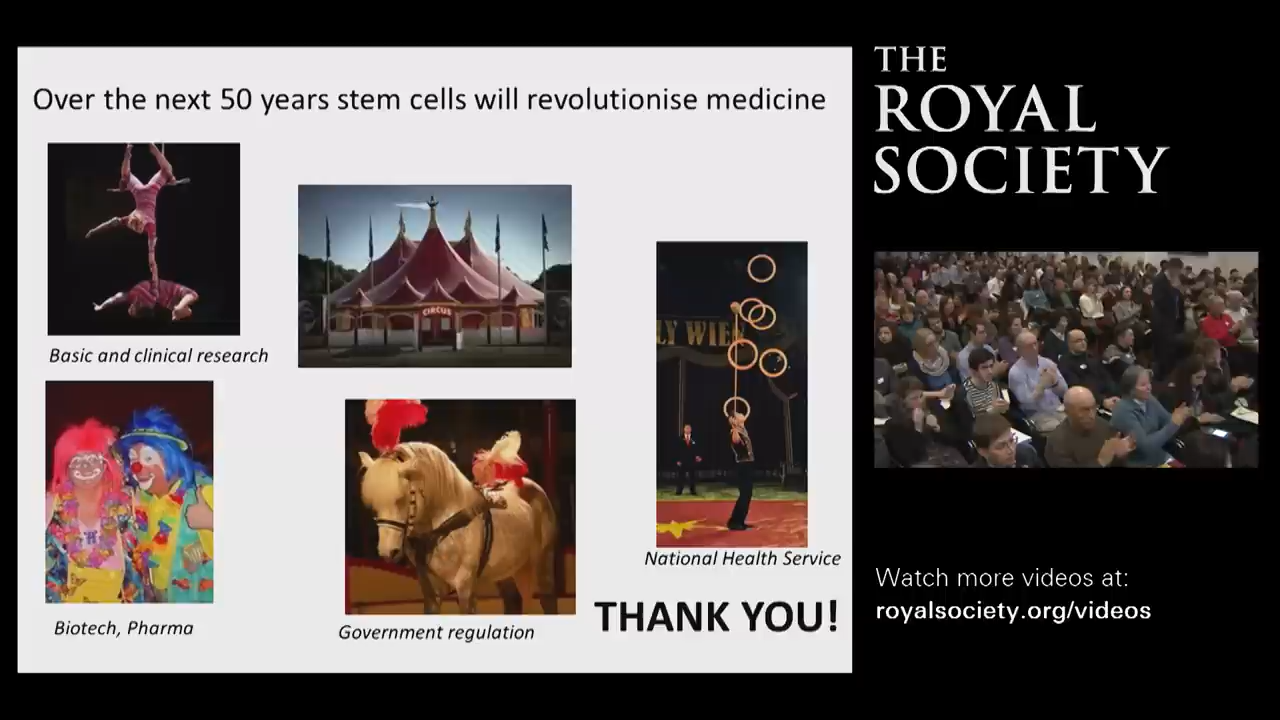 Over the next 50 years stem cells will revolutionise medicine
CIRCUS
Basic and clinical research
Biotech, Pharma
Government regulation
National Health Service
THANK YOU!
THE
ROYAL
SOCIETY
Watch more videos at:
royalsociety.org/videos